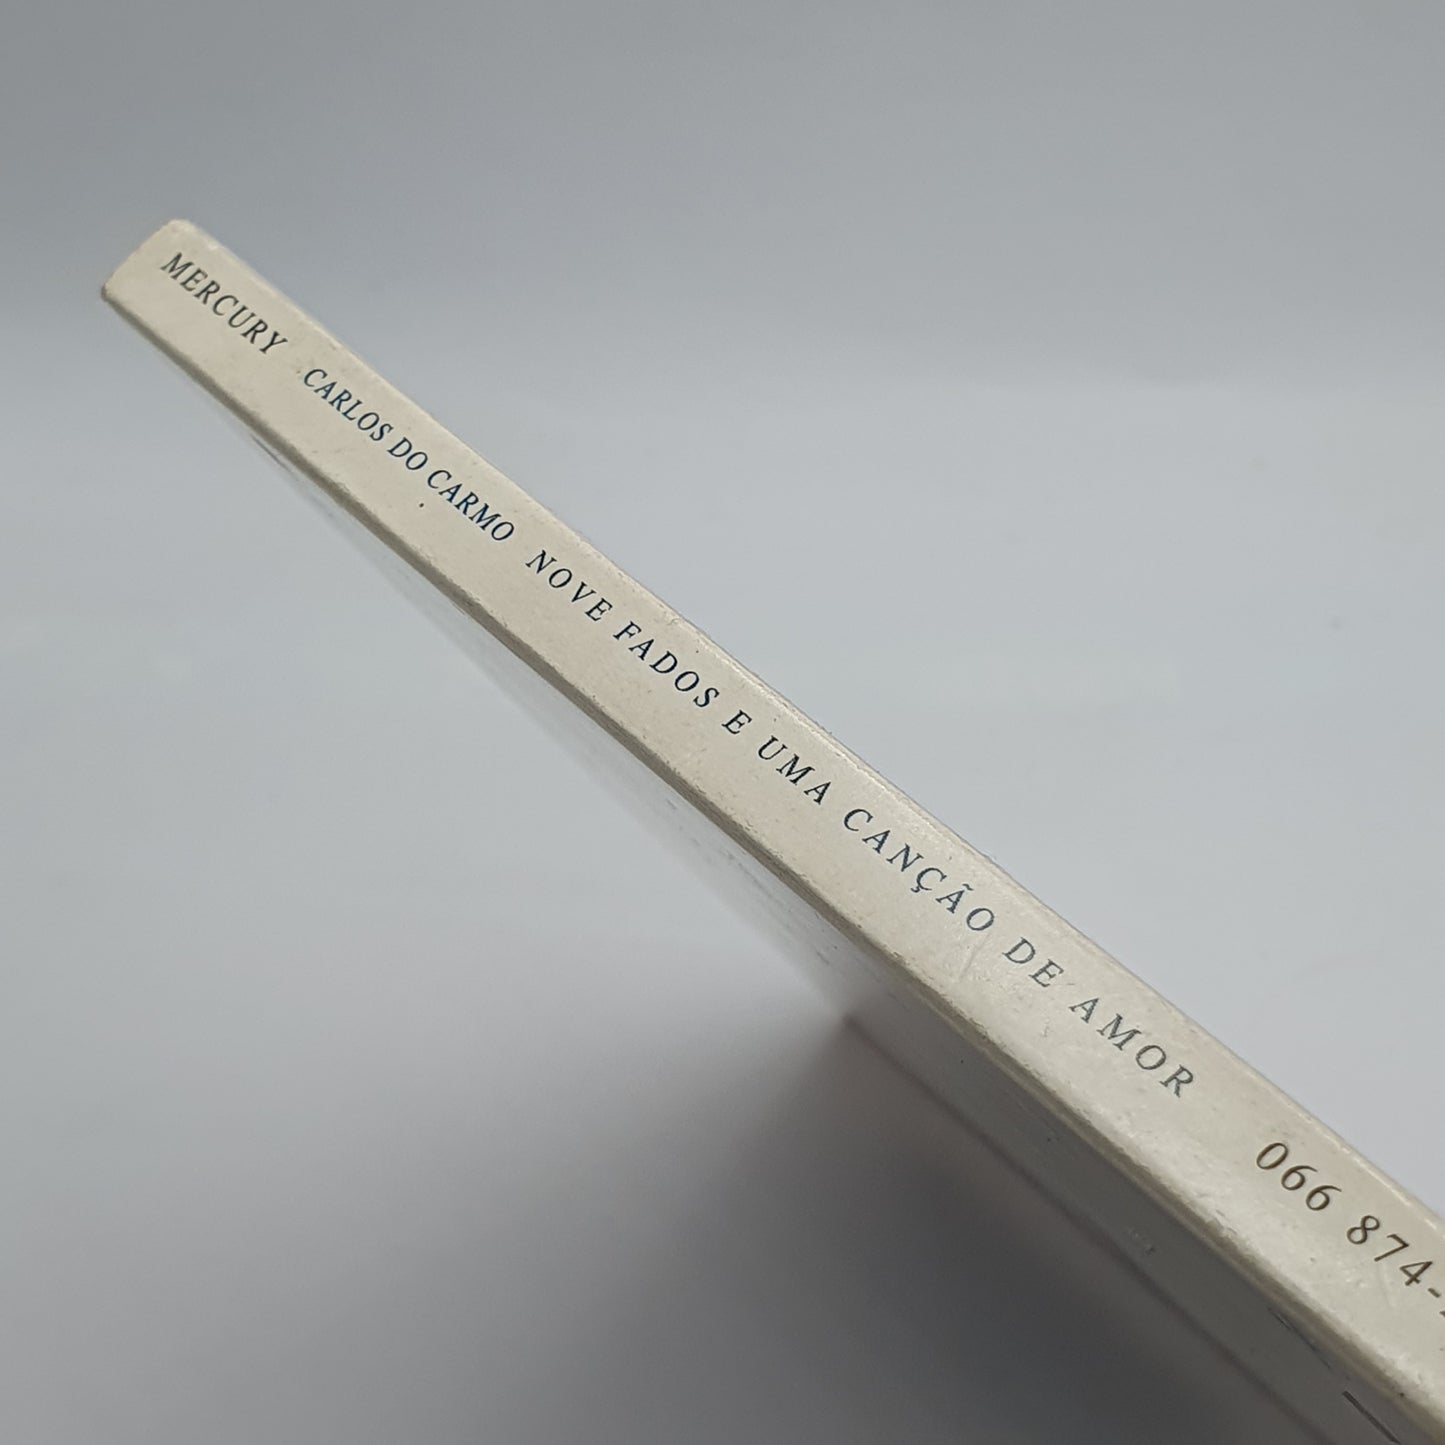 MERCURY CARLOS DO CARMO NOVE FADOS E UMA CANÇÃO DE AMOR 066 874-